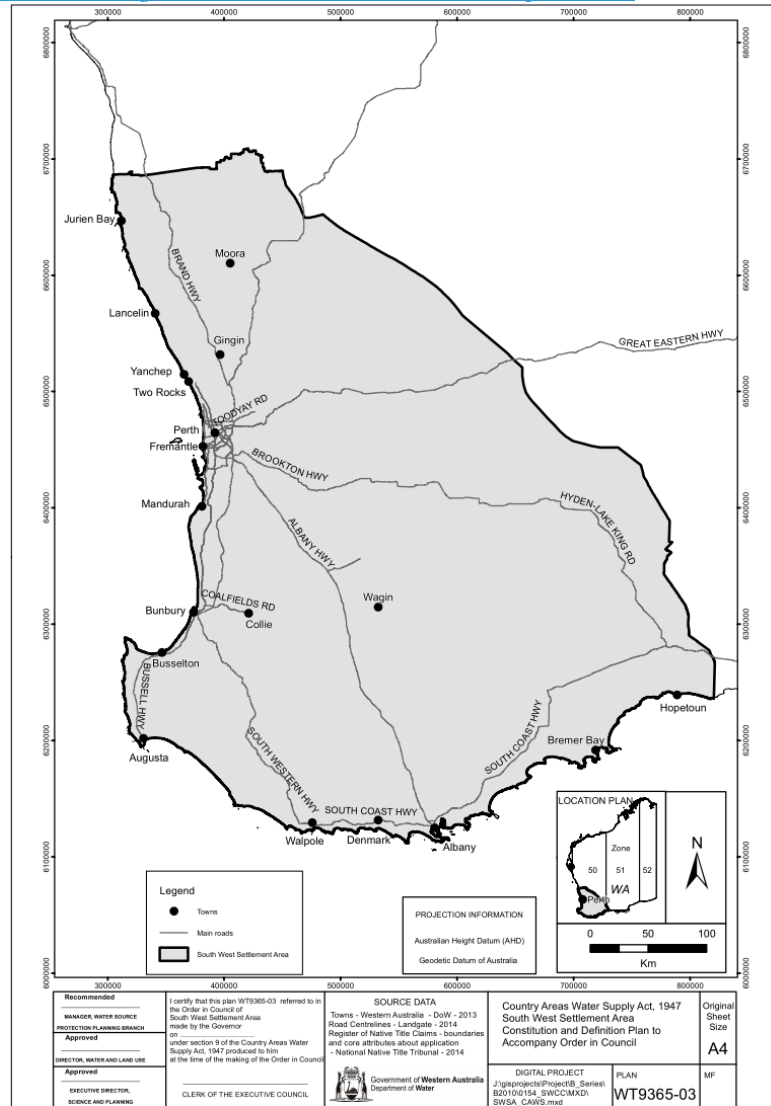 300000 400000 500000 600000 700000 800000
6800000 6800000
6700000 6700000
6600000 6600000
6500000 6500000
6400000 6400000
6300000 6300000
6200000 6200000
6100000 6100000
6000000 6000000
Jurien Bay
Moora
BRAND HWY
Lancelin
Gingin
GREAT EASTERN HWY
Yanchep
Two Rocks
TOODYAY RD
Perth
Fremantle
BROOKTON HWY
HYDEN-LAKE KING RD
Mandurah
ALBANY HWY
COALFIELDS RD
Wagin
Bunbury
Collie
Busselton
BUSSELL HWY
Hopetoun
SOUTH COAST HWY
Bremer Bay
Augusta
SOUTH WESTERN HWY
SOUTH COAST HWY
Walpole
Denmark
Albany
LOCATION PLAN
Zone
50 51 52
WA
Perth
N
0 50 100
Km
Legend
Towns
Main roads
South West Settlement Area
PROJECTION INFORMATION
Australian Height Datum (AHD)
Geodetic Datum of Australia
Recommended
MANAGER, WATER SOURCE
PROTECTION PLANNING BRANCH
Approved
DIRECTOR, WATER AND LAND USE
Approved
EXECUTIVE DIRECTOR,
SCIENCE AND PLANNING
I certify that this plan WT9365-03 referred to in
the Order in Council of
South West Settlement Area
made by the Governor
on
under section 9 of the Country Areas Water
Supply Act, 1947 produced to him
at the time of the making of the Order in Council
CLERK OF THE EXECUTIVE COUNCIL
SOURCE DATA
Towns - Western Australia - DoW - 2013
Road Centrelines - Landgate - 2014
Register of Native Title Claims - boundaries
and core attributes about application
- National Native Title Tribunal - 2014
Government of Western Australia
Department of Water
Country Areas Water Supply Act, 1947
South West Settlement Area
Constitution and Definition Plan to
Accompany Order in Council
Original
Sheet
Size
A4
DIGITAL PROJECT
J:\gisprojects\Project\B_Series\
B2010\0154_SWCC\MXD\
SWSA_CAWS.mxd
PLAN
WT9365-03
MF